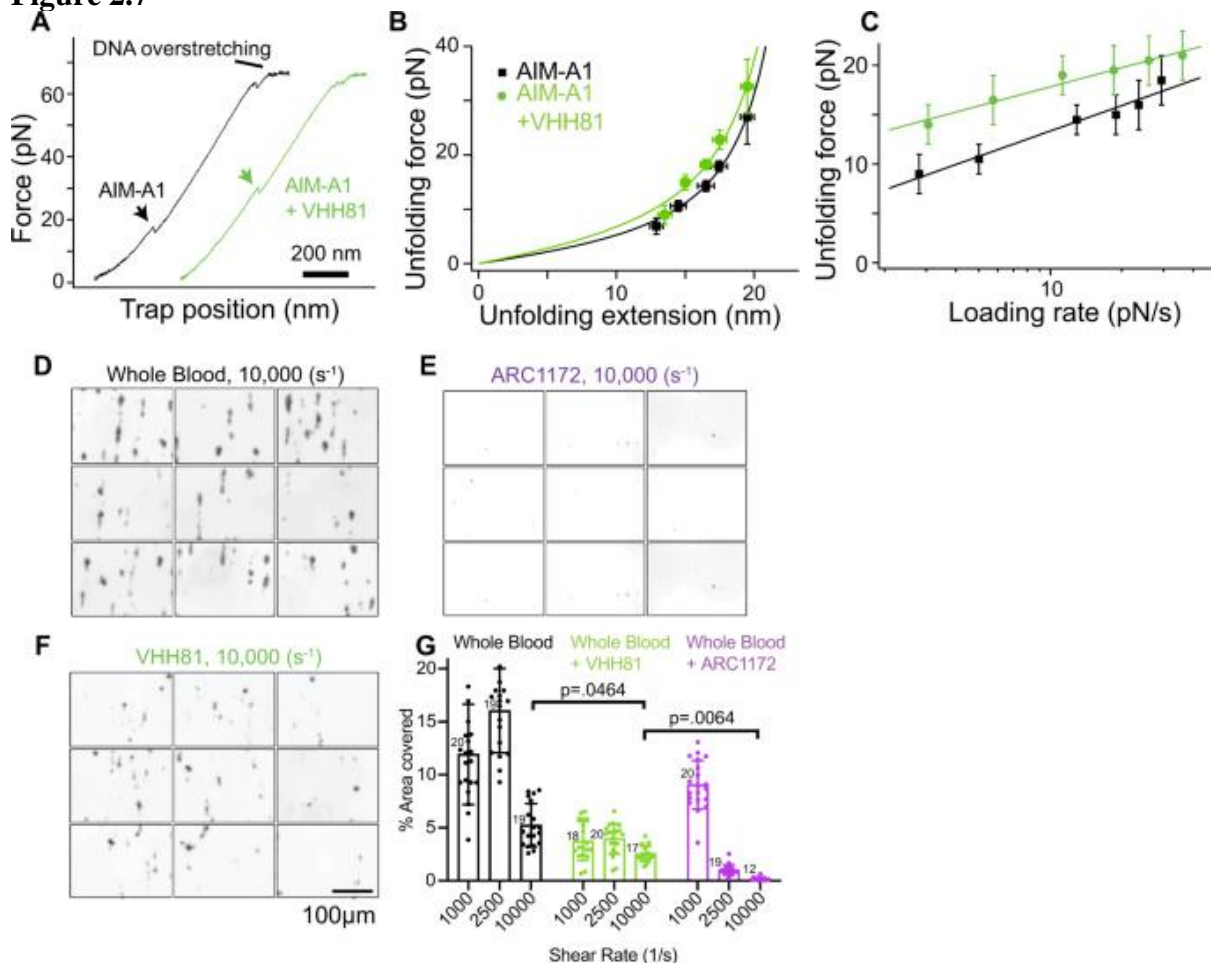 Figure 2.7
A
DNA overstretching
60
40
20
0
Force (pN)
AIM-A1
AIM-A1
+ VHH81
200 nm
Trap position (nm)
B
40
20
0
Unfolding force (pN)
AIM-A1
AIM-A1
+VHH81
0
10
20
Unfolding extension (nm)
C
20
10
0
Unfolding force (pN)
10
Loading rate (pN/s)
D
Whole Blood, 10,000 (s⁻¹)
E
ARC1172, 10,000 (s⁻¹)
F
VHH81, 10,000 (s⁻¹)
100µm
G
Whole Blood
Whole Blood
+ VHH81
Whole Blood
+ ARC1172
p=.0464
p=.0064
20
15
10
5
0
% Area covered
20
19
19
18
20
17
20
19
12
1000
2500
10000
1000
2500
10000
1000
2500
10000
Shear Rate (1/s)